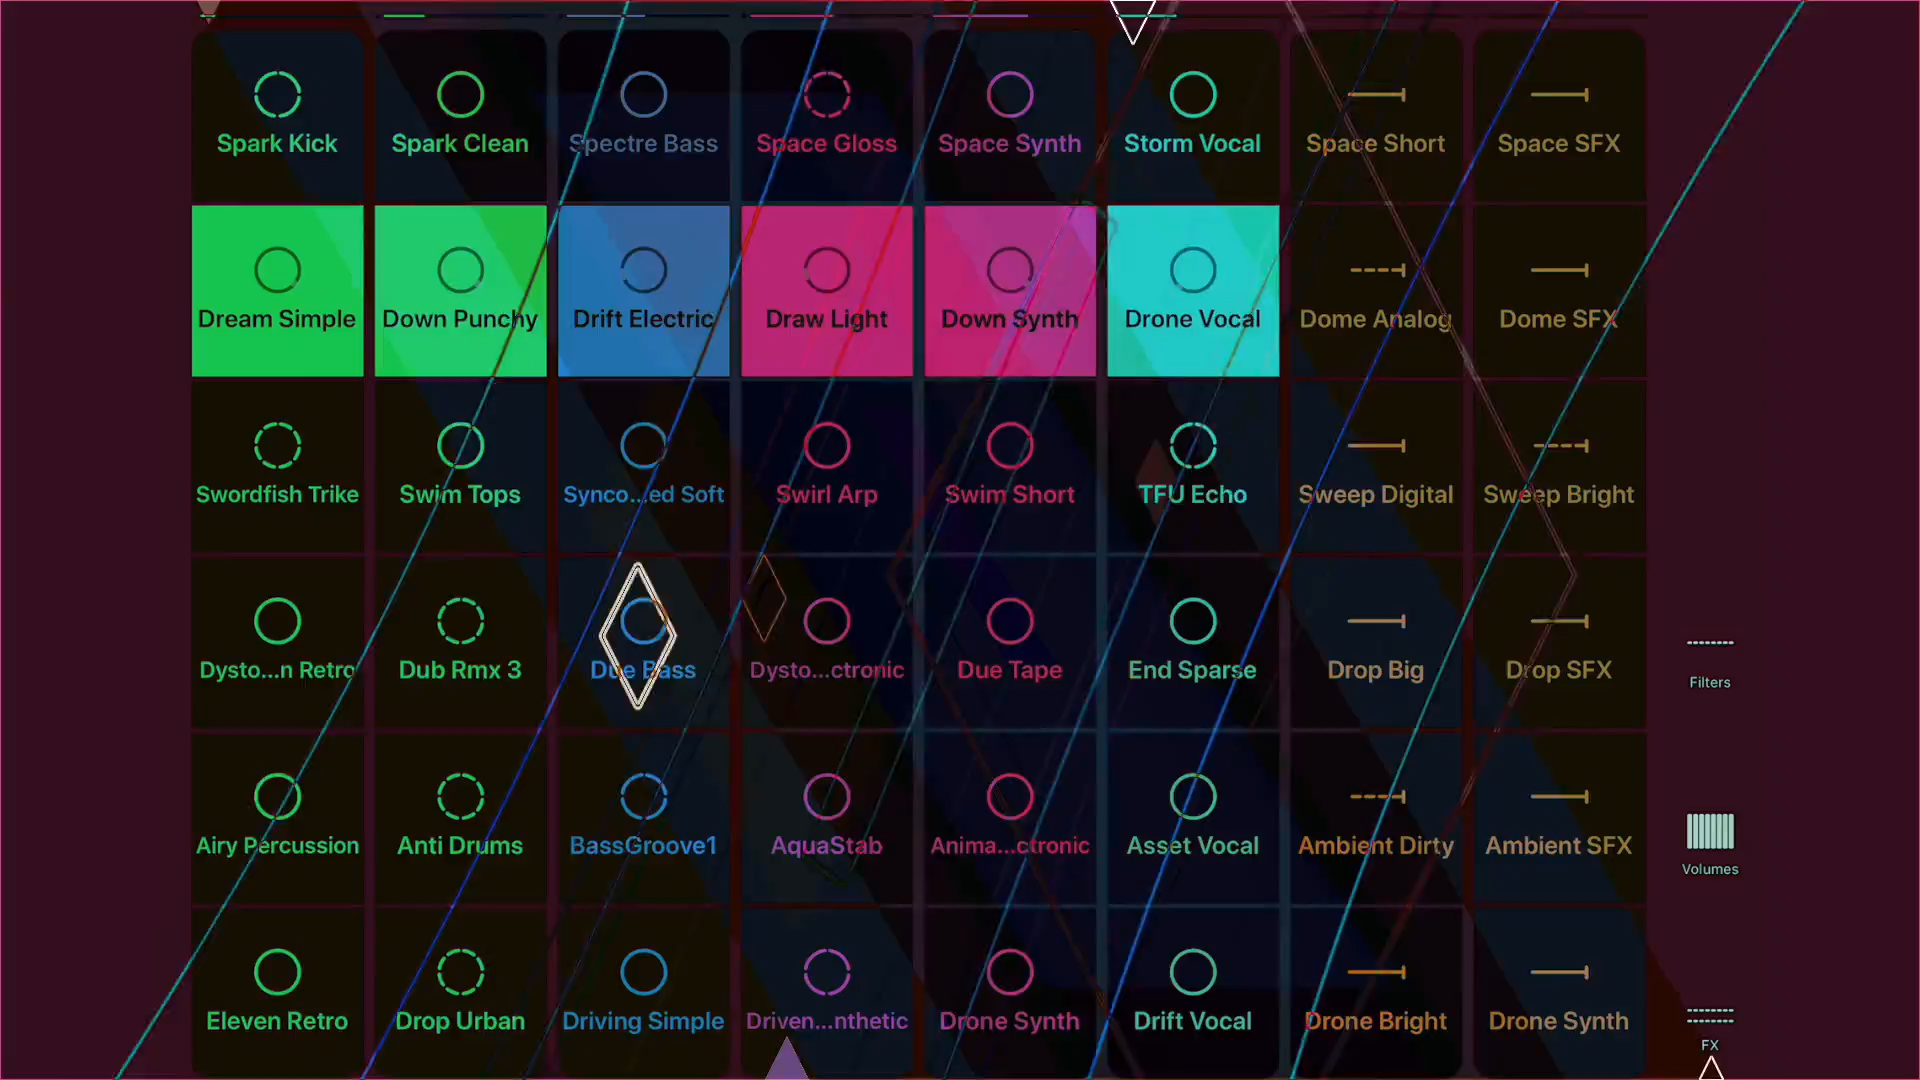 Spark Kick
Spark Clean
Spectre Bass
Space Gloss
Space Synth
Storm Vocal
Space Short
Space SFX
Dream Simple
Down Punchy
Drift Electric
Draw Light
Down Synth
Drone Vocal
Dome Analog
Dome SFX
Swordfish Trike
Swim Tops
Synco...ed Soft
Swirl Arp
Swim Short
TFU Echo
Sweep Digital
Sweep Bright
Dysto...n Retro
Dub Rmx 3
Due Bass
Dysto...ctronic
Due Tape
End Sparse
Drop Big
Drop SFX
Filters
Airy Percussion
Anti Drums
BassGroove1
AquaStab
Anima...ctronic
Asset Vocal
Ambient Dirty
Ambient SFX
Volumes
Eleven Retro
Drop Urban
Driving Simple
Driven...nthetic
Drone Synth
Drift Vocal
Drone Bright
Drone Synth
FX